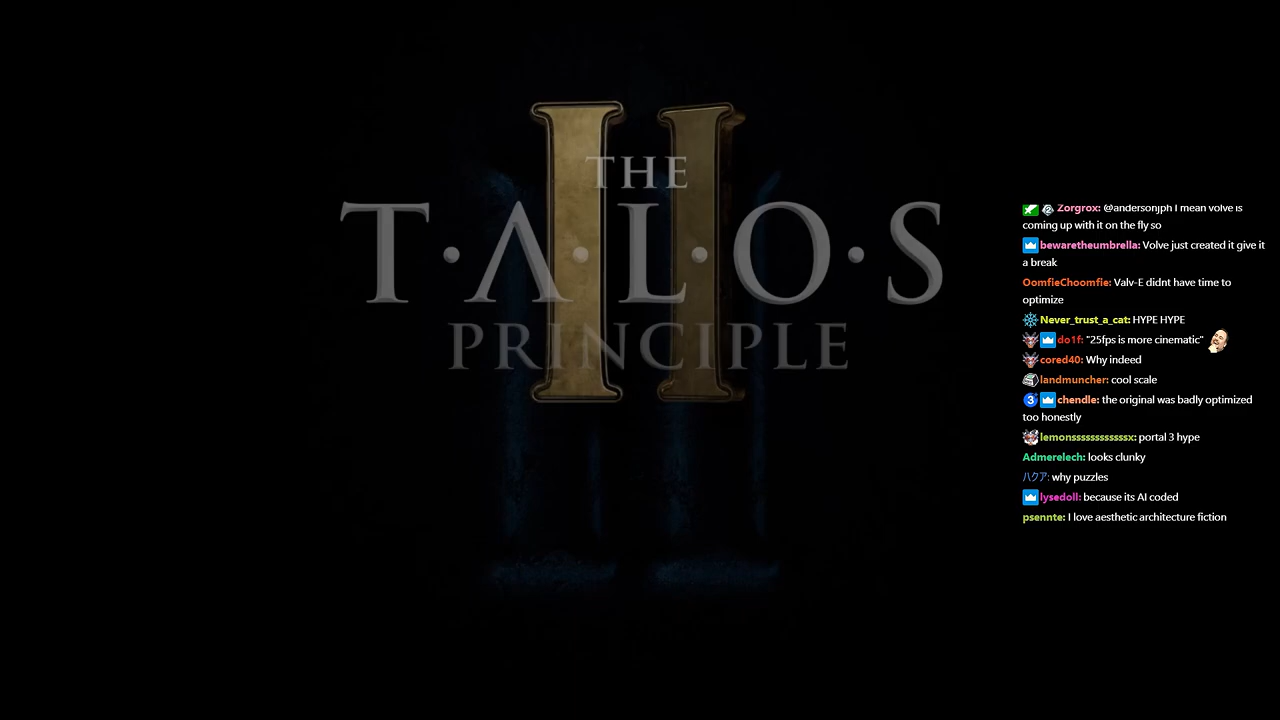 II
THE
T·A·L·O·S
PRINCIPLE
Zorgrox: @andersonjph I mean volve is
coming up with it on the fly so
bewaretheumbrella: Volve just created it give it
a break
OomfieChoomfie: Valv-E didnt have time to
optimize
Never_trust_a_cat: HYPE HYPE
do1f: "25fps is more cinematic"
cored40: Why indeed
landmuncher: cool scale
3 chendle: the original was badly optimized
too honestly
lemonsssssssssssx: portal 3 hype
Admerelech: looks clunky
ハクア: why puzzles
lysedoll: because its AI coded
psennte: I love aesthetic architecture fiction